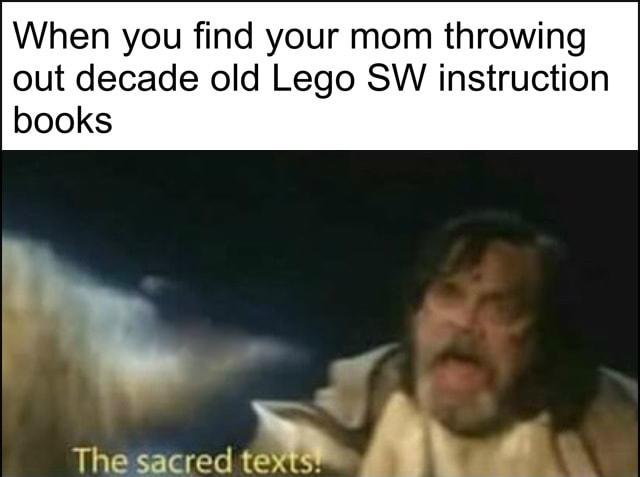 When you find your mom throwing
out decade old Lego SW instruction
books
The sacred texts!